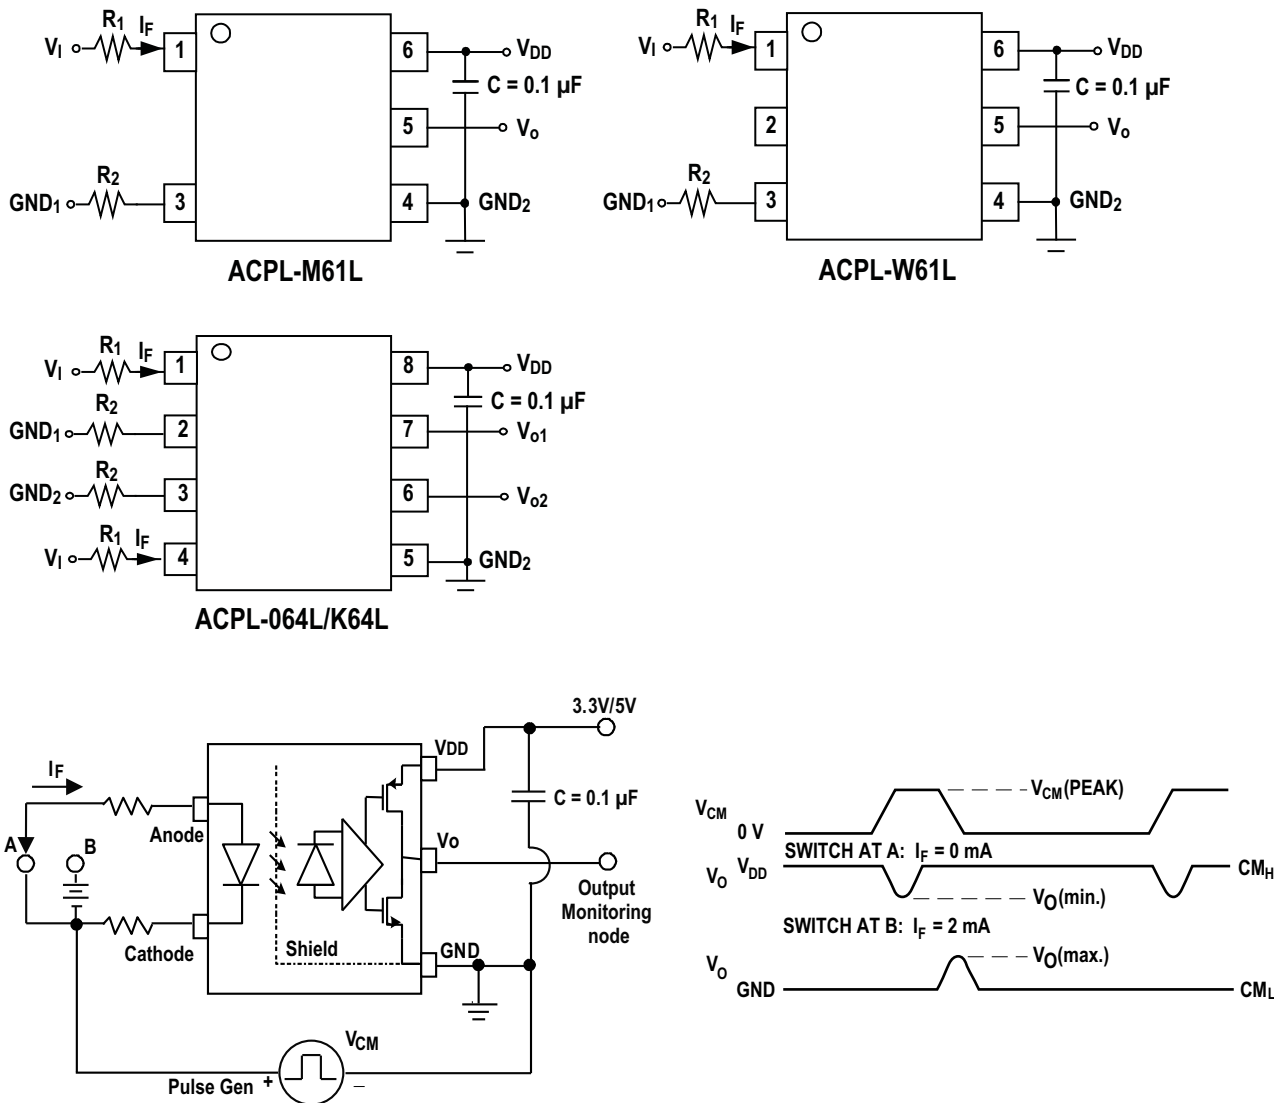 R1 IF
VI 1 6 VDD
C = 0.1 µF
5 Vo
R2
GND1 3 4 GND2
ACPL-M61L
R1 IF
VI 1 6 VDD
C = 0.1 µF
2 5 Vo
R2
GND1 3 4 GND2
ACPL-W61L
R1 IF
VI 1 8 VDD
C = 0.1 µF
R2
GND1 2 7 Vo1
R2
GND2 3 6 Vo2
R1 IF
VI 4 5 GND2
ACPL-064L/K64L
3.3V/5V
VDD
IF
C = 0.1 µF
Anode
A B
Vo
Output
Monitoring
node
Cathode
Shield
GND
VCM
Pulse Gen + –
VCM(PEAK)
VCM
0 V
SWITCH AT A: IF = 0 mA
VO VDD CMH
VO(min.)
SWITCH AT B: IF = 2 mA
VO(max.)
VO
GND CML